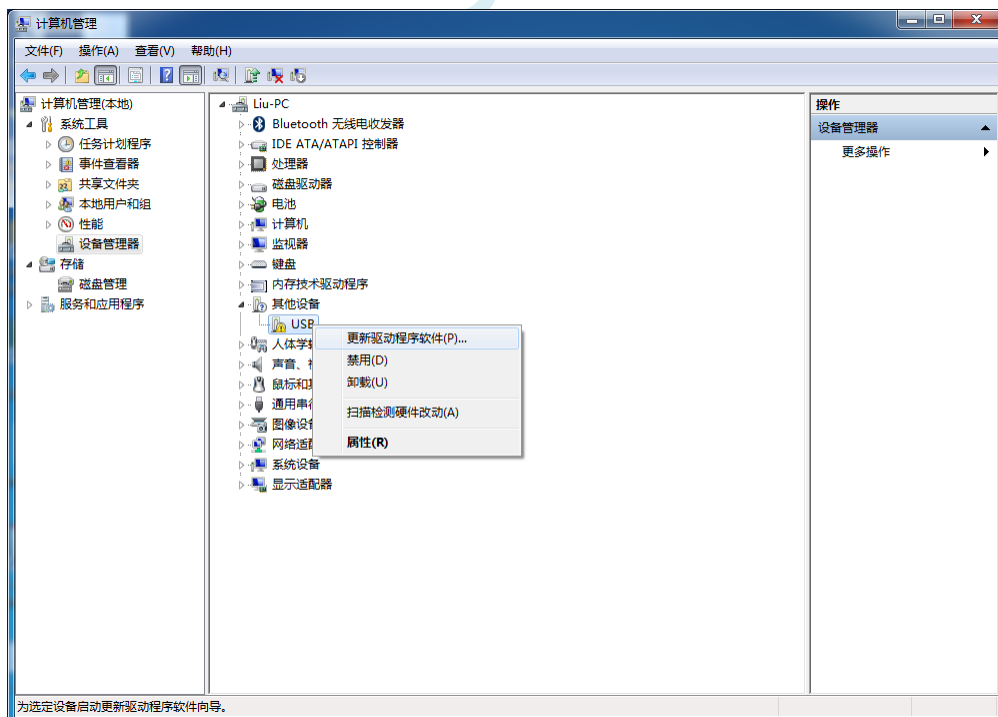 计算机管理
文件(F) 操作(A) 查看(V) 帮助(H)
计算机管理(本地)
系统工具
任务计划程序
事件查看器
共享文件夹
本地用户和组
性能
设备管理器
存储
磁盘管理
服务和应用程序
Liu-PC
Bluetooth 无线电收发器
IDE ATA/ATAPI 控制器
处理器
磁盘驱动器
电池
计算机
监视器
键盘
内存技术驱动程序
其他设备
USB
人体学
声音、
鼠标和
通用串
图像设
网络适
系统设备
显示适配器
更新驱动程序软件(P)...
禁用(D)
卸载(U)
扫描检测硬件改动(A)
属性(R)
操作
设备管理器
更多操作
为选定设备启动更新驱动程序软件向导。